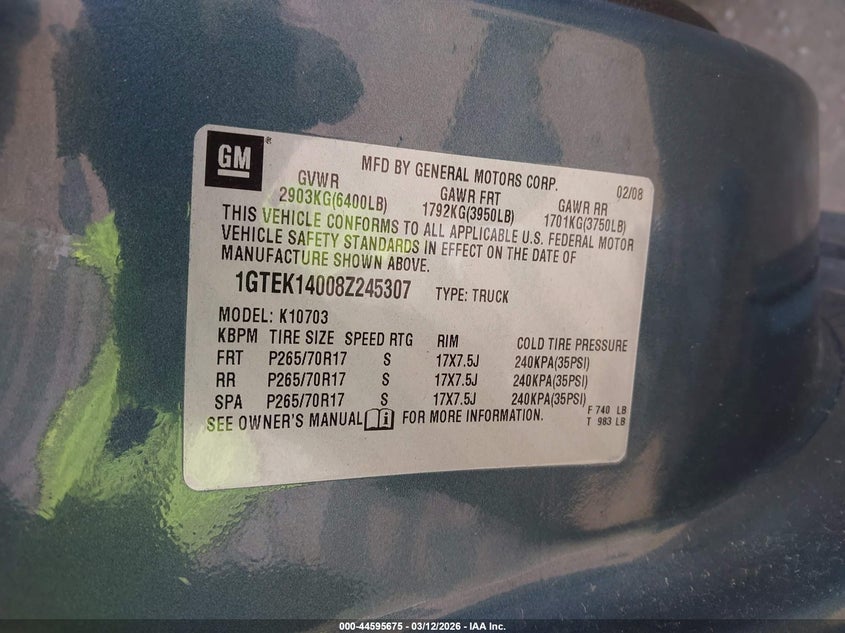 GM ®
MFD BY GENERAL MOTORS CORP. 02/08
GVWR GAWR FRT GAWR RR
2903KG(6400LB) 1792KG(3950LB) 1701KG(3750LB)
THIS VEHICLE CONFORMS TO ALL APPLICABLE U.S. FEDERAL MOTOR
VEHICLE SAFETY STANDARDS IN EFFECT ON THE DATE OF
MANUFACTURE SHOWN ABOVE.
1GTEK14008Z245307 TYPE: TRUCK
MODEL: K10703
KBPM TIRE SIZE SPEED RTG RIM COLD TIRE PRESSURE
FRT P265/70R17 S 17X7.5J 240KPA(35PSI)
RR P265/70R17 S 17X7.5J 240KPA(35PSI)
SPA P265/70R17 S 17X7.5J 240KPA(35PSI)
SEE OWNER'S MANUAL i FOR MORE INFORMATION.
F 740 LB
T 983 LB
000-44595675 - 03/12/2026 - IAA Inc.